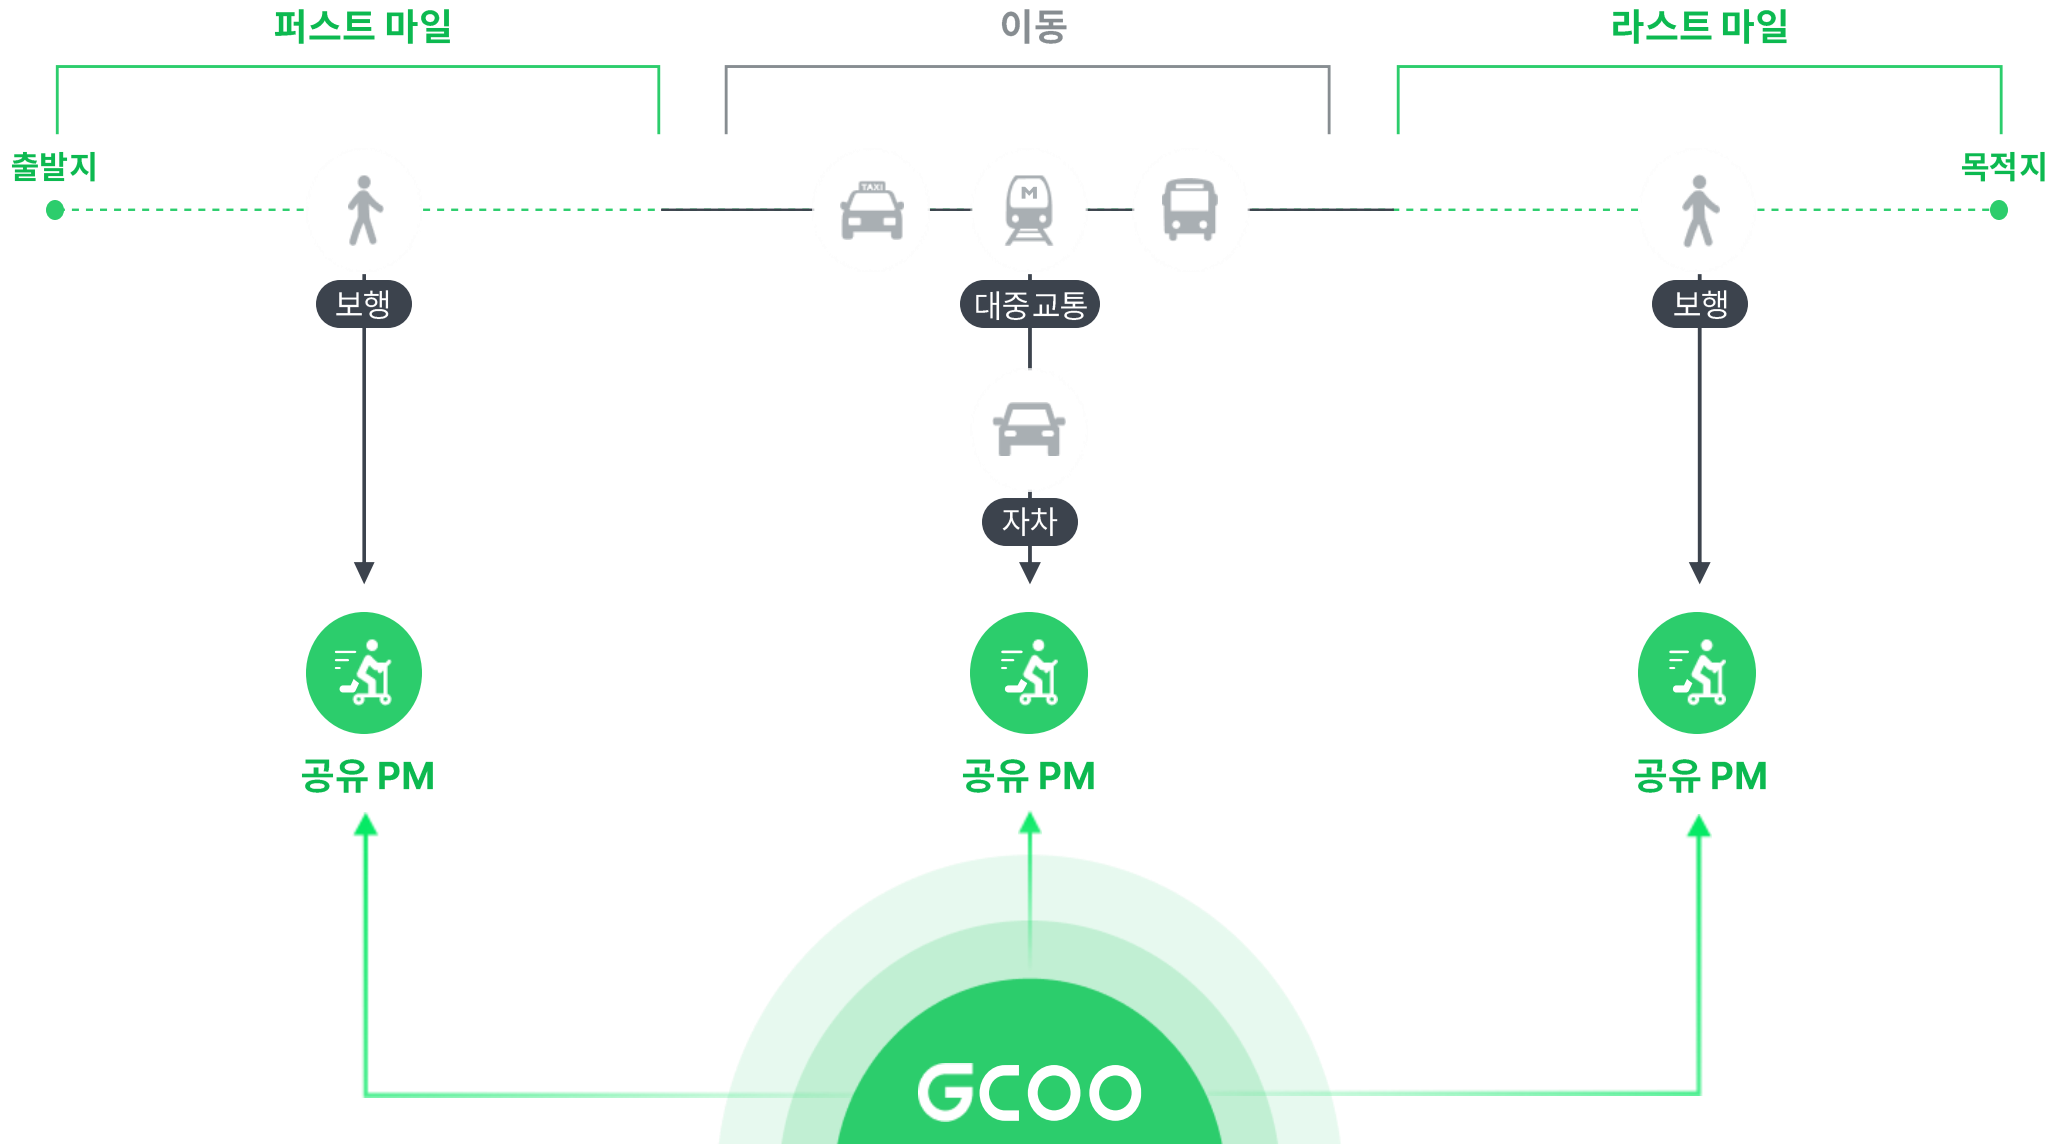 퍼스트 마일
이동
라스트 마일
출발지
목적지
TAXI
M
보행
대중교통
보행
자차
공유 PM
공유 PM
공유 PM
GCOO